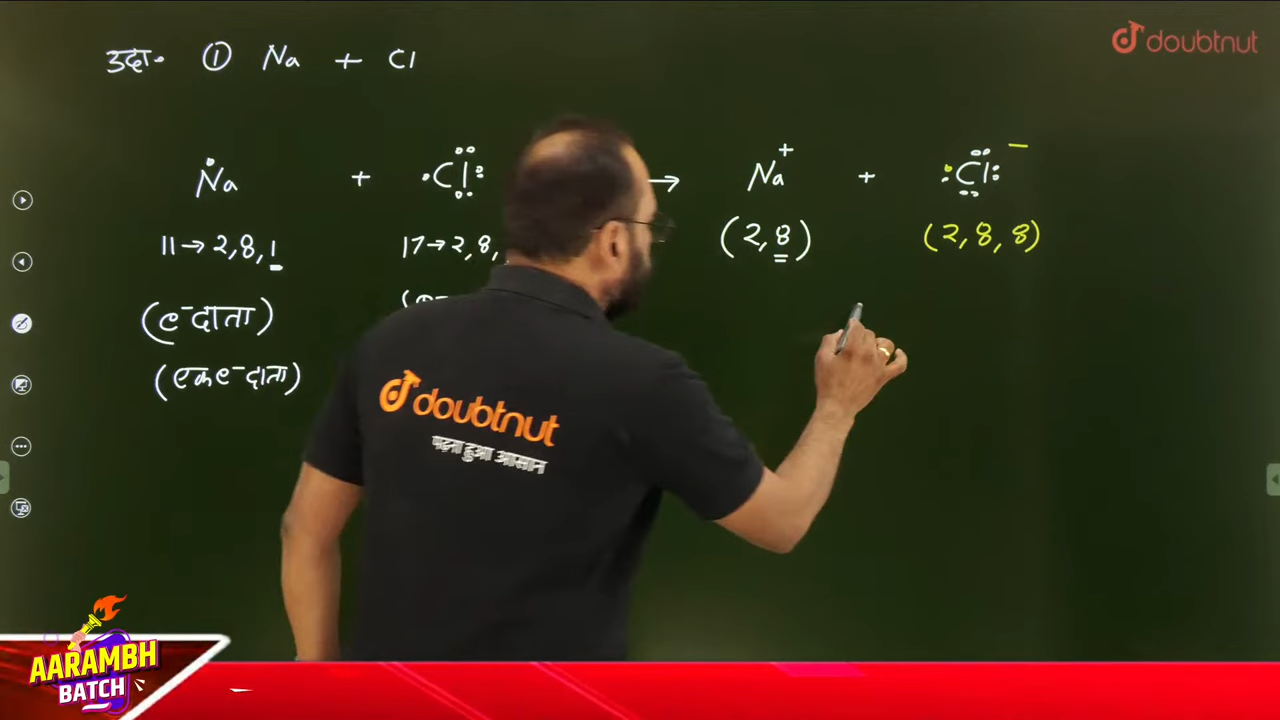 उदा॰ ① Na + Cl
doubtnut
Na + Cl → Na⁺ + Cl⁻
11→2,8,1 17→2,8, (2,8) (2,8,8)
(e⁻दाता)
(एक e⁻दाता)
doubtnut
पढ़ना हुआ आसान
AARAMBH
BATCH